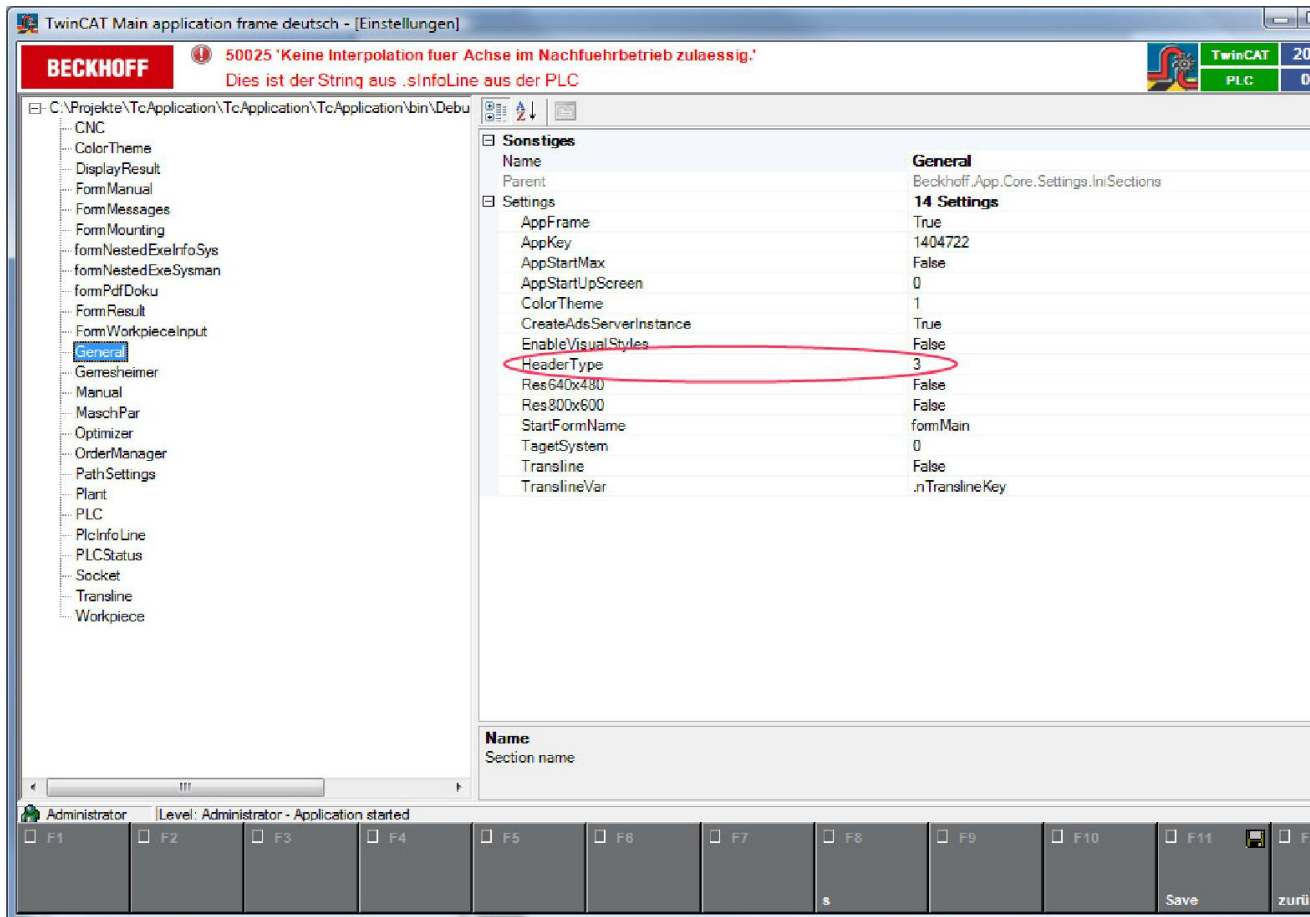 TwinCAT Main application frame deutsch - [Einstellungen]
BECKHOFF
50025 'Keine Interpolation fuer Achse im Nachfuehrbetrieb zulaessig.'
Dies ist der String aus .sInfoLine aus der PLC
TwinCAT 20
PLC 0
C:\Projekte\TcApplication\TcApplication\TcApplication\bin\Debu
CNC
ColorTheme
DisplayResult
FormManual
FormMessages
FormMounting
formNestedExeInfoSys
formNestedExeSysman
formPdfDoku
FormResult
FormWorkpieceInput
General
Gerresheimer
Manual
MaschPar
Optimizer
OrderManager
PathSettings
Plant
PLC
PlcInfoLine
PLCStatus
Socket
Transline
Workpiece
Sonstiges
Name General
Parent Beckhoff.App.Core.Settings.IniSections
Settings 14 Settings
AppFrame True
AppKey 1404722
AppStartMax False
AppStartUpScreen 0
ColorTheme 1
CreateAdsServerInstance True
EnableVisualStyles False
HeaderType 3
Res640x480 False
Res800x600 False
StartFormName formMain
TagetSystem 0
Transline False
TranslineVar .nTranslineKey
Name
Section name
Administrator Level: Administrator - Application started
F1 F2 F3 F4 F5 F6 F7 F8 F9 F10 F11 F
s Save zurü